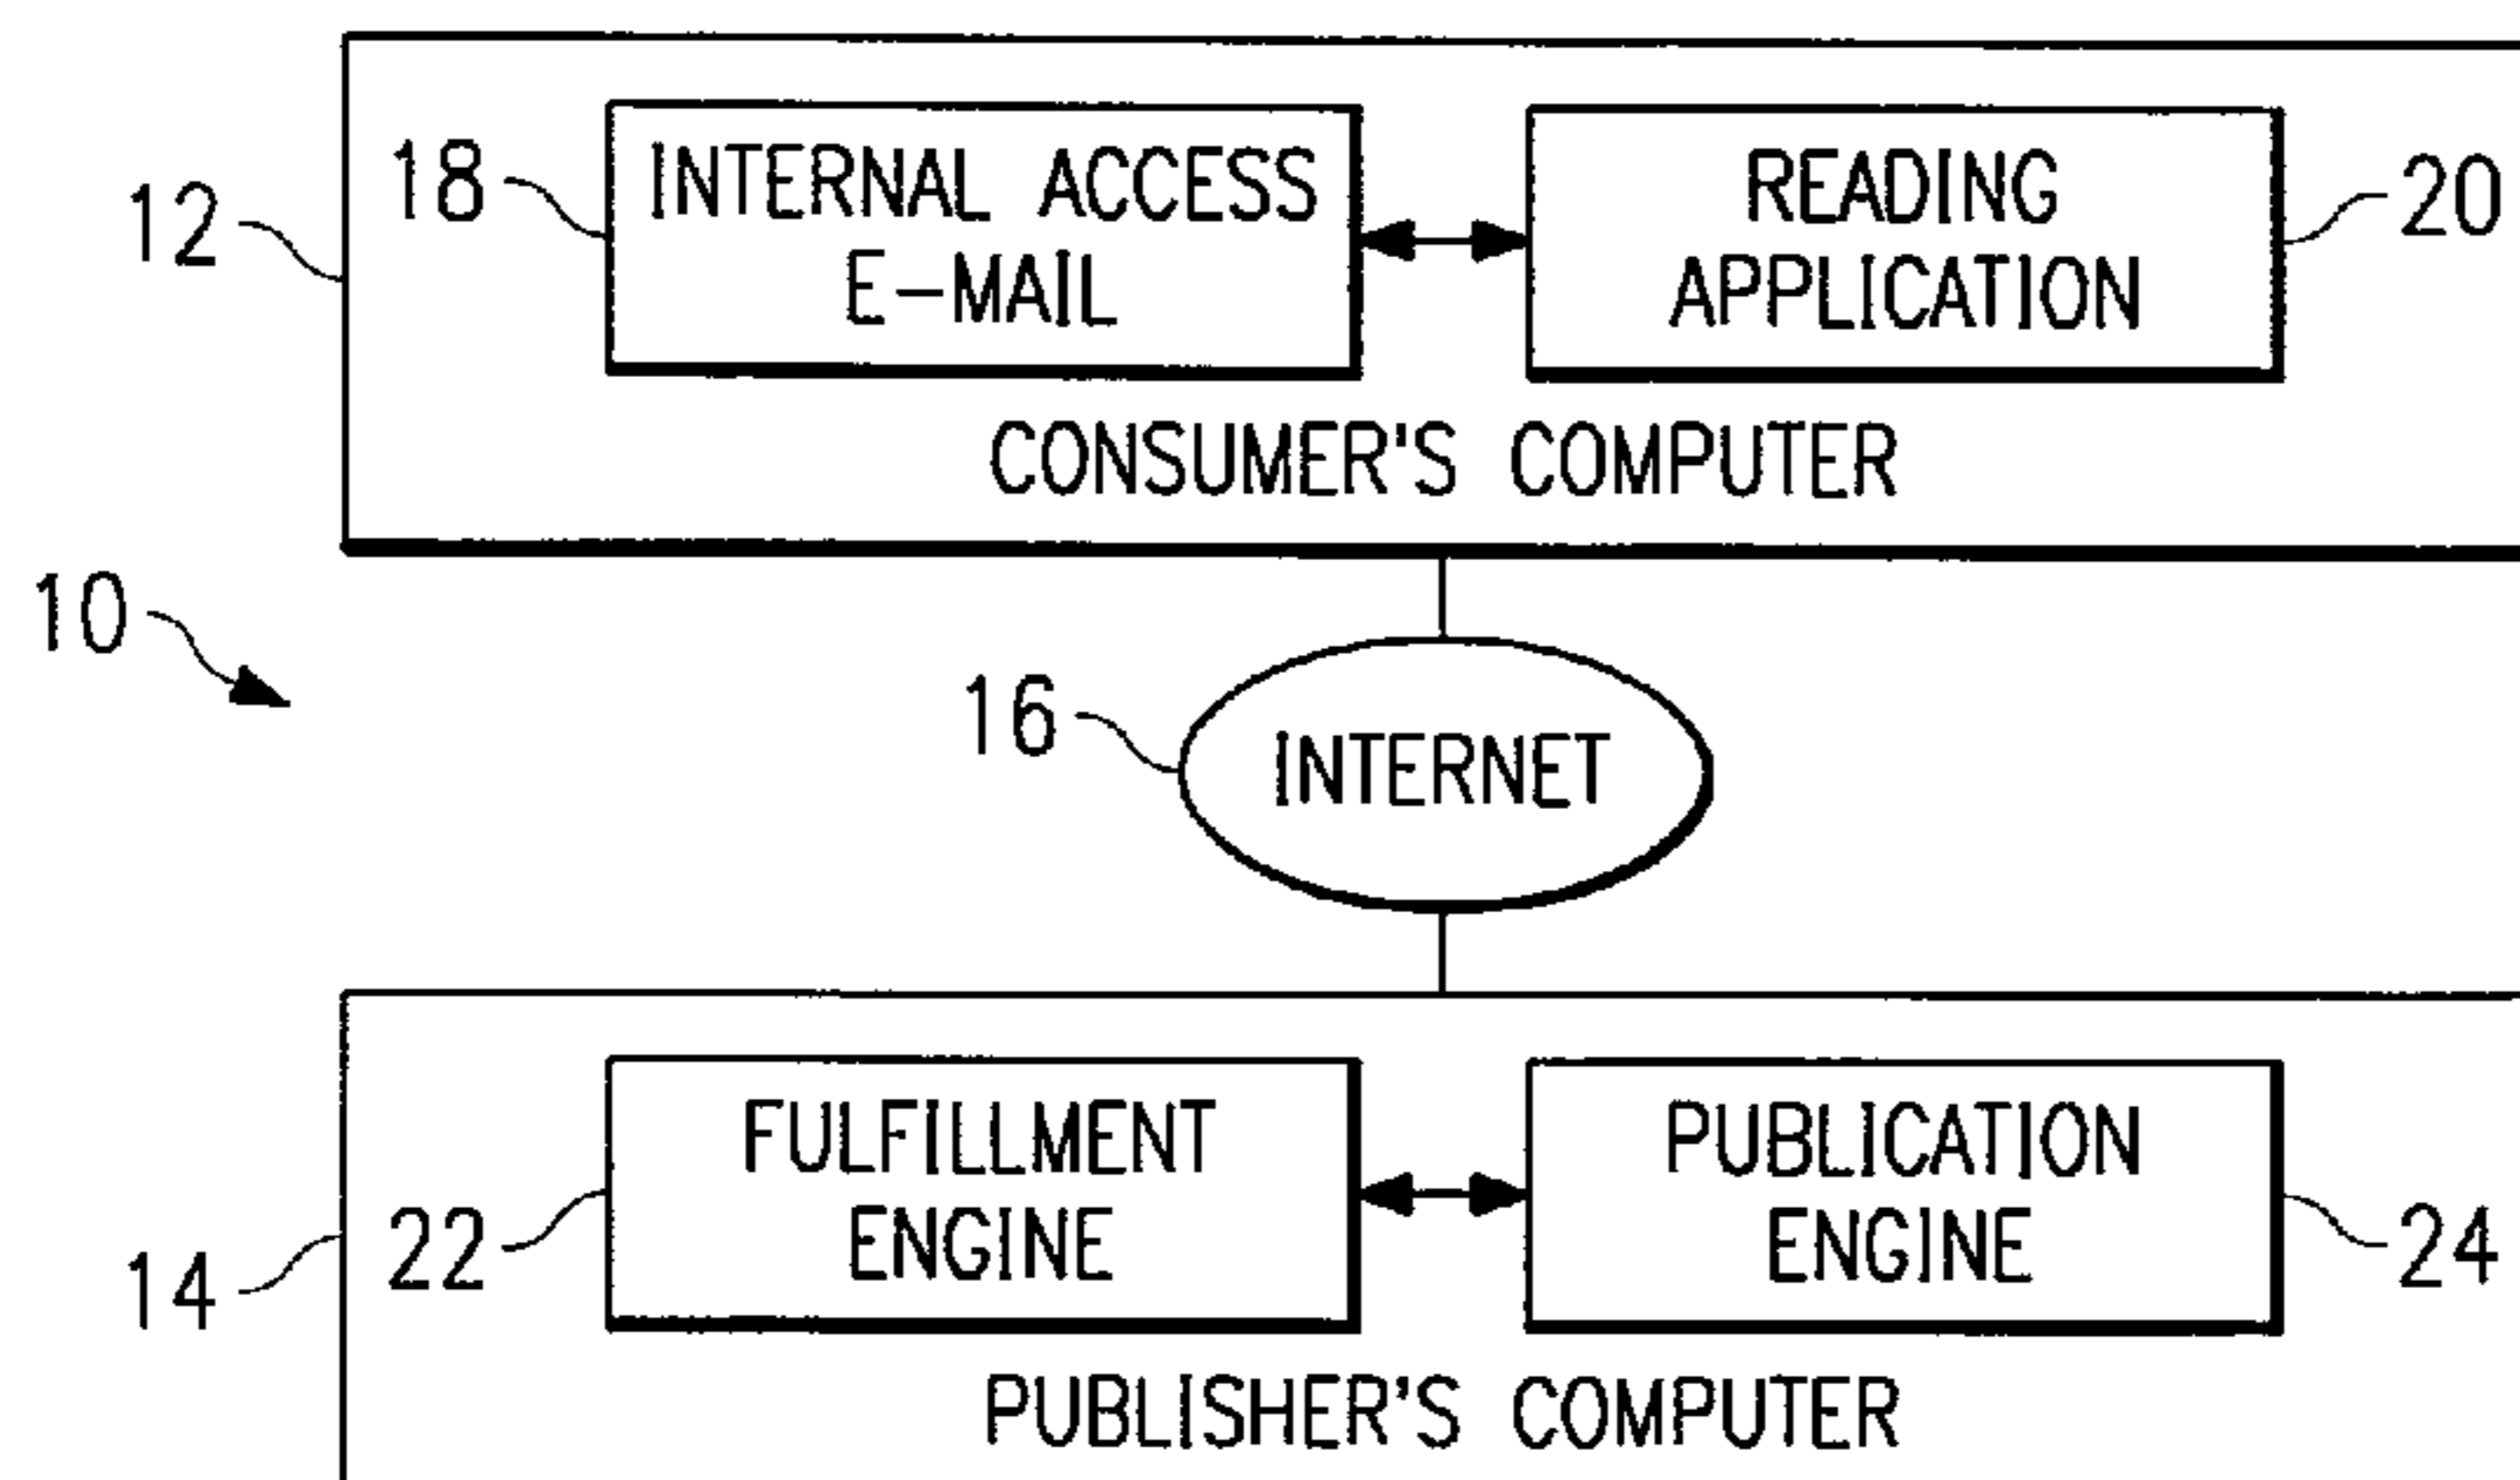 12
18
INTERNAL ACCESS
E-MAIL
READING
APPLICATION
20
CONSUMER'S COMPUTER
10
16
INTERNET
14
22
FULFILLMENT
ENGINE
PUBLICATION
ENGINE
24
PUBLISHER'S COMPUTER